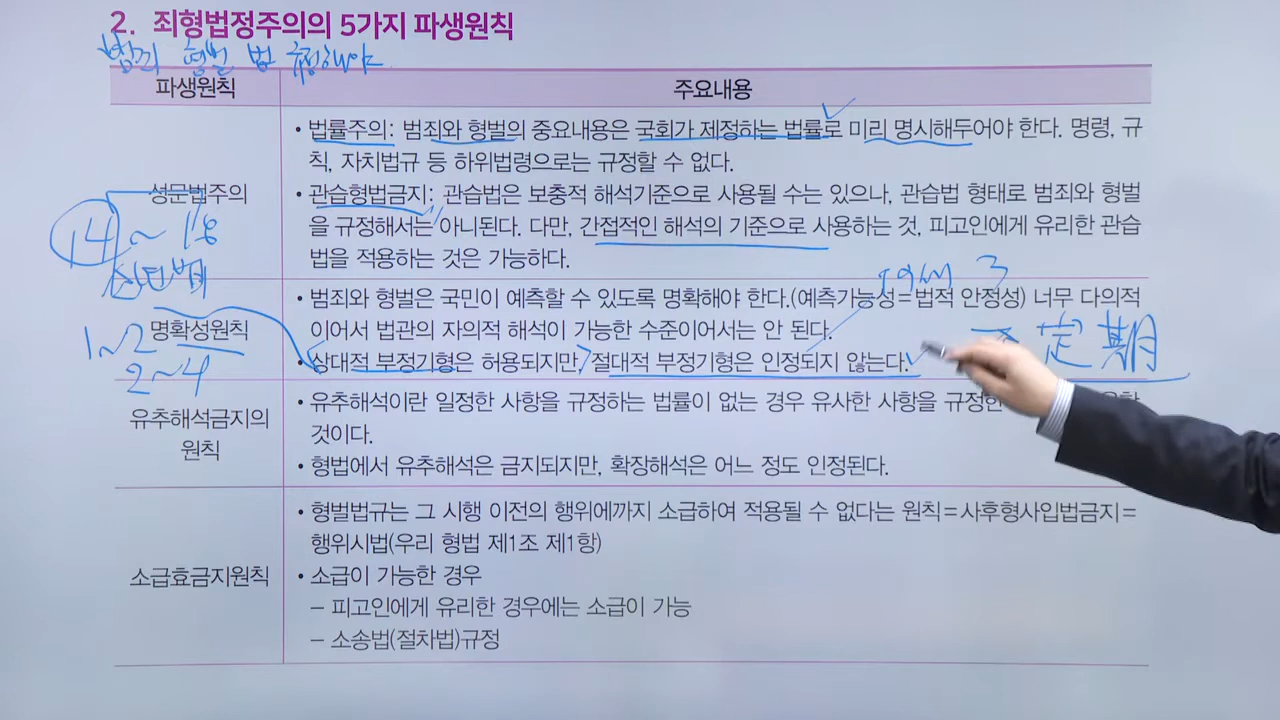 2. 죄형법정주의의 5가지 파생원칙
범죄 형벌 법 규정해야
파생원칙
주요내용
성문법주의
• 법률주의: 범죄와 형벌의 중요내용은 국회가 제정하는 법률로 미리 명시해두어야 한다. 명령, 규
칙, 자치법규 등 하위법령으로는 규정할 수 없다.
• 관습형법금지: 관습법은 보충적 해석기준으로 사용될 수는 있으나, 관습법 형태로 범죄와 형벌
을 규정해서는 아니된다. 다만, 간접적인 해석의 기준으로 사용하는 것, 피고인에게 유리한 관습
법을 적용하는 것은 가능하다.
14~18
명확성원칙
• 범죄와 형벌은 국민이 예측할 수 있도록 명확해야 한다.(예측가능성=법적 안정성) 너무 다의적
이어서 법관의 자의적 해석이 가능한 수준이어서는 안 된다.
• 상대적 부정기형은 허용되지만, 절대적 부정기형은 인정되지 않는다.
3
定期
1~2
2~4
유추해석금지의
원칙
• 유추해석이란 일정한 사항을 규정하는 법률이 없는 경우 유사한 사항을 규정한
것이다.
• 형법에서 유추해석은 금지되지만, 확장해석은 어느 정도 인정된다.
소급효금지원칙
• 형벌법규는 그 시행 이전의 행위에까지 소급하여 적용될 수 없다는 원칙=사후형사입법금지=
행위시법(우리 형법 제1조 제1항)
• 소급이 가능한 경우
– 피고인에게 유리한 경우에는 소급이 가능
– 소송법(절차법)규정